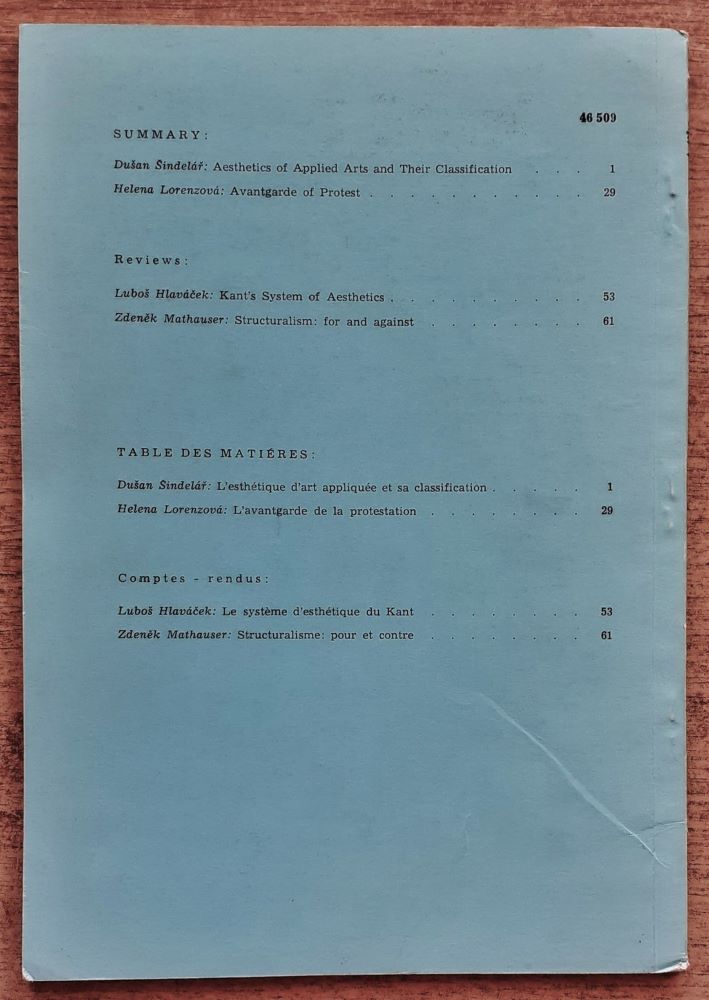 46 509
SUMMARY:
Dušan Šindelář: Aesthetics of Applied Arts and Their Classification . . . 1
Helena Lorenzová: Avantgarde of Protest . . . . . . . . . . . 29
Reviews:
Luboš Hlaváček: Kant's System of Aesthetics . . . . . . . . . . 53
Zdeněk Mathauser: Structuralism: for and against . . . . . . . . 61
TABLE DES MATIÉRES:
Dušan Šindelář: L'esthétique d'art appliquée et sa classification . . . . . 1
Helena Lorenzová: L'avantgarde de la protestation . . . . . . . . 29
Comptes - rendus:
Luboš Hlaváček: Le système d'esthétique du Kant . . . . . . . . 53
Zdeněk Mathauser: Structuralisme: pour et contre . . . . . . . . 61